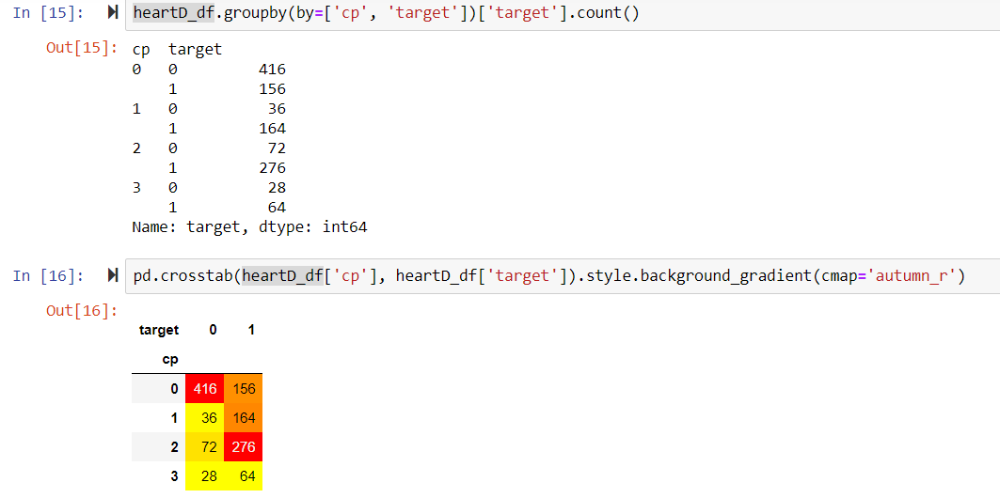 In [15]: heartD_df.groupby(by=['cp', 'target'])['target'].count()
Out[15]: cp target
0 0 416
1 156
1 0 36
1 164
2 0 72
1 276
3 0 28
1 64
Name: target, dtype: int64
In [16]: pd.crosstab(heartD_df['cp'], heartD_df['target']).style.background_gradient(cmap='autumn_r')
Out[16]:
target 0 1
cp
0 416 156
1 36 164
2 72 276
3 28 64